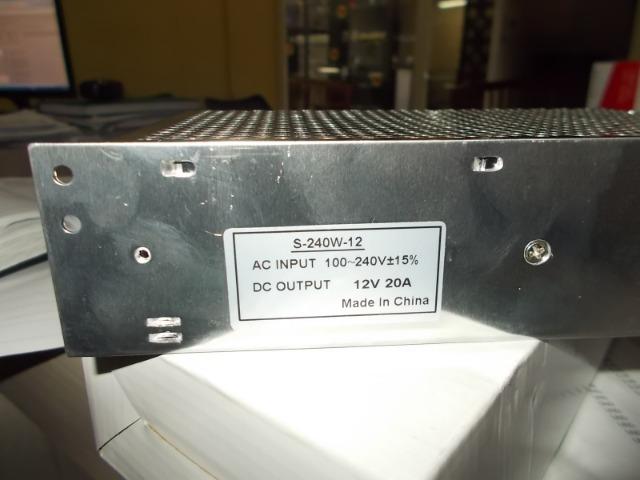 S-240W-12
AC INPUT 100~240V±15%
DC OUTPUT 12V 20A
Made In China